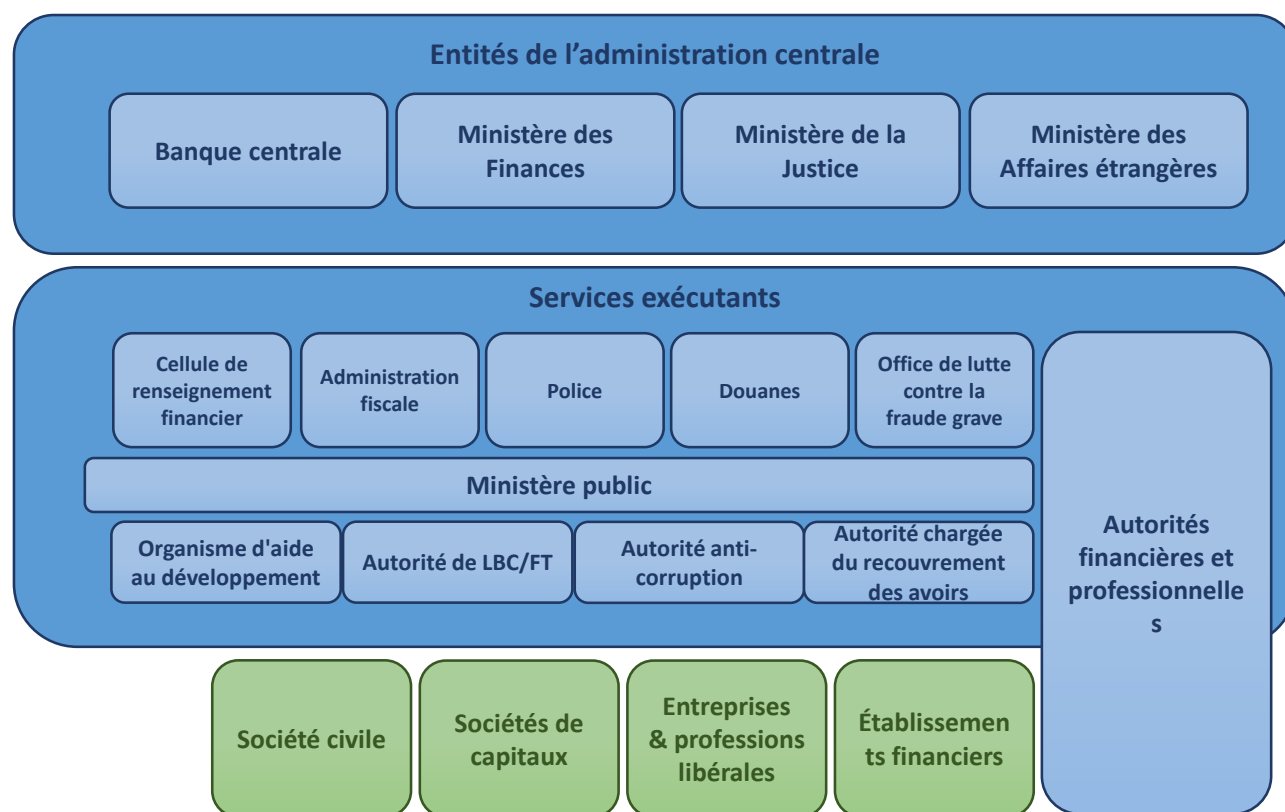 Entités de l’administration centrale
Banque centrale
Ministère des
Finances
Ministère de la
Justice
Ministère des
Affaires étrangères
Services exécutants
Cellule de
renseignement
financier
Administration
fiscale
Police
Douanes
Office de lutte
contre la
fraude grave
Ministère public
Organisme d'aide
au développement
Autorité de LBC/FT
Autorité anti-
corruption
Autorité chargée
du recouvrement
des avoirs
Autorités
financières et
professionnelle
s
Société civile
Sociétés de
capitaux
Entreprises
& professions
libérales
Établissemen
ts financiers